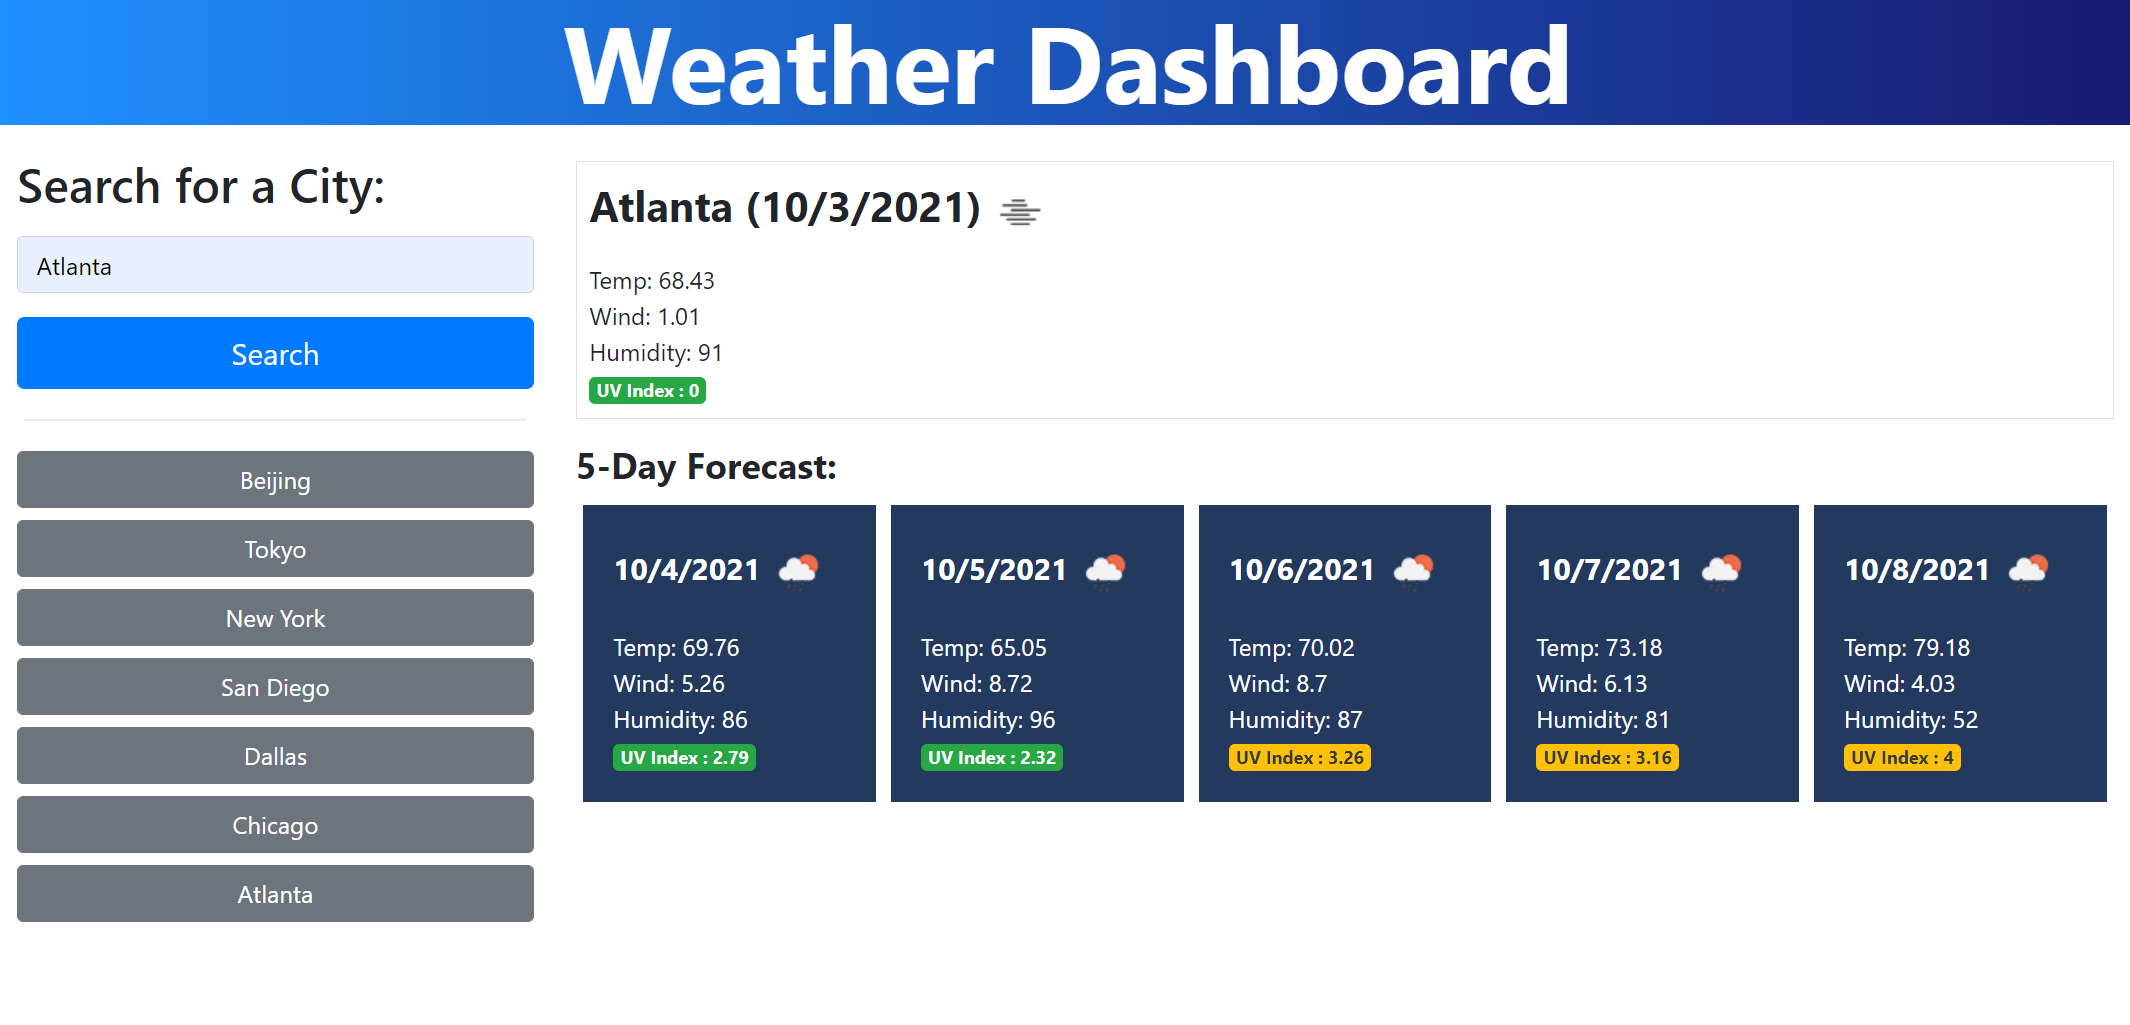 Weather Dashboard
Search for a City:
Atlanta
Search
Beijing
Tokyo
New York
San Diego
Dallas
Chicago
Atlanta
Atlanta (10/3/2021)
Temp: 68.43
Wind: 1.01
Humidity: 91
UV Index : 0
5-Day Forecast:
10/4/2021
Temp: 69.76
Wind: 5.26
Humidity: 86
UV Index : 2.79
10/5/2021
Temp: 65.05
Wind: 8.72
Humidity: 96
UV Index : 2.32
10/6/2021
Temp: 70.02
Wind: 8.7
Humidity: 87
UV Index : 3.26
10/7/2021
Temp: 73.18
Wind: 6.13
Humidity: 81
UV Index : 3.16
10/8/2021
Temp: 79.18
Wind: 4.03
Humidity: 52
UV Index : 4